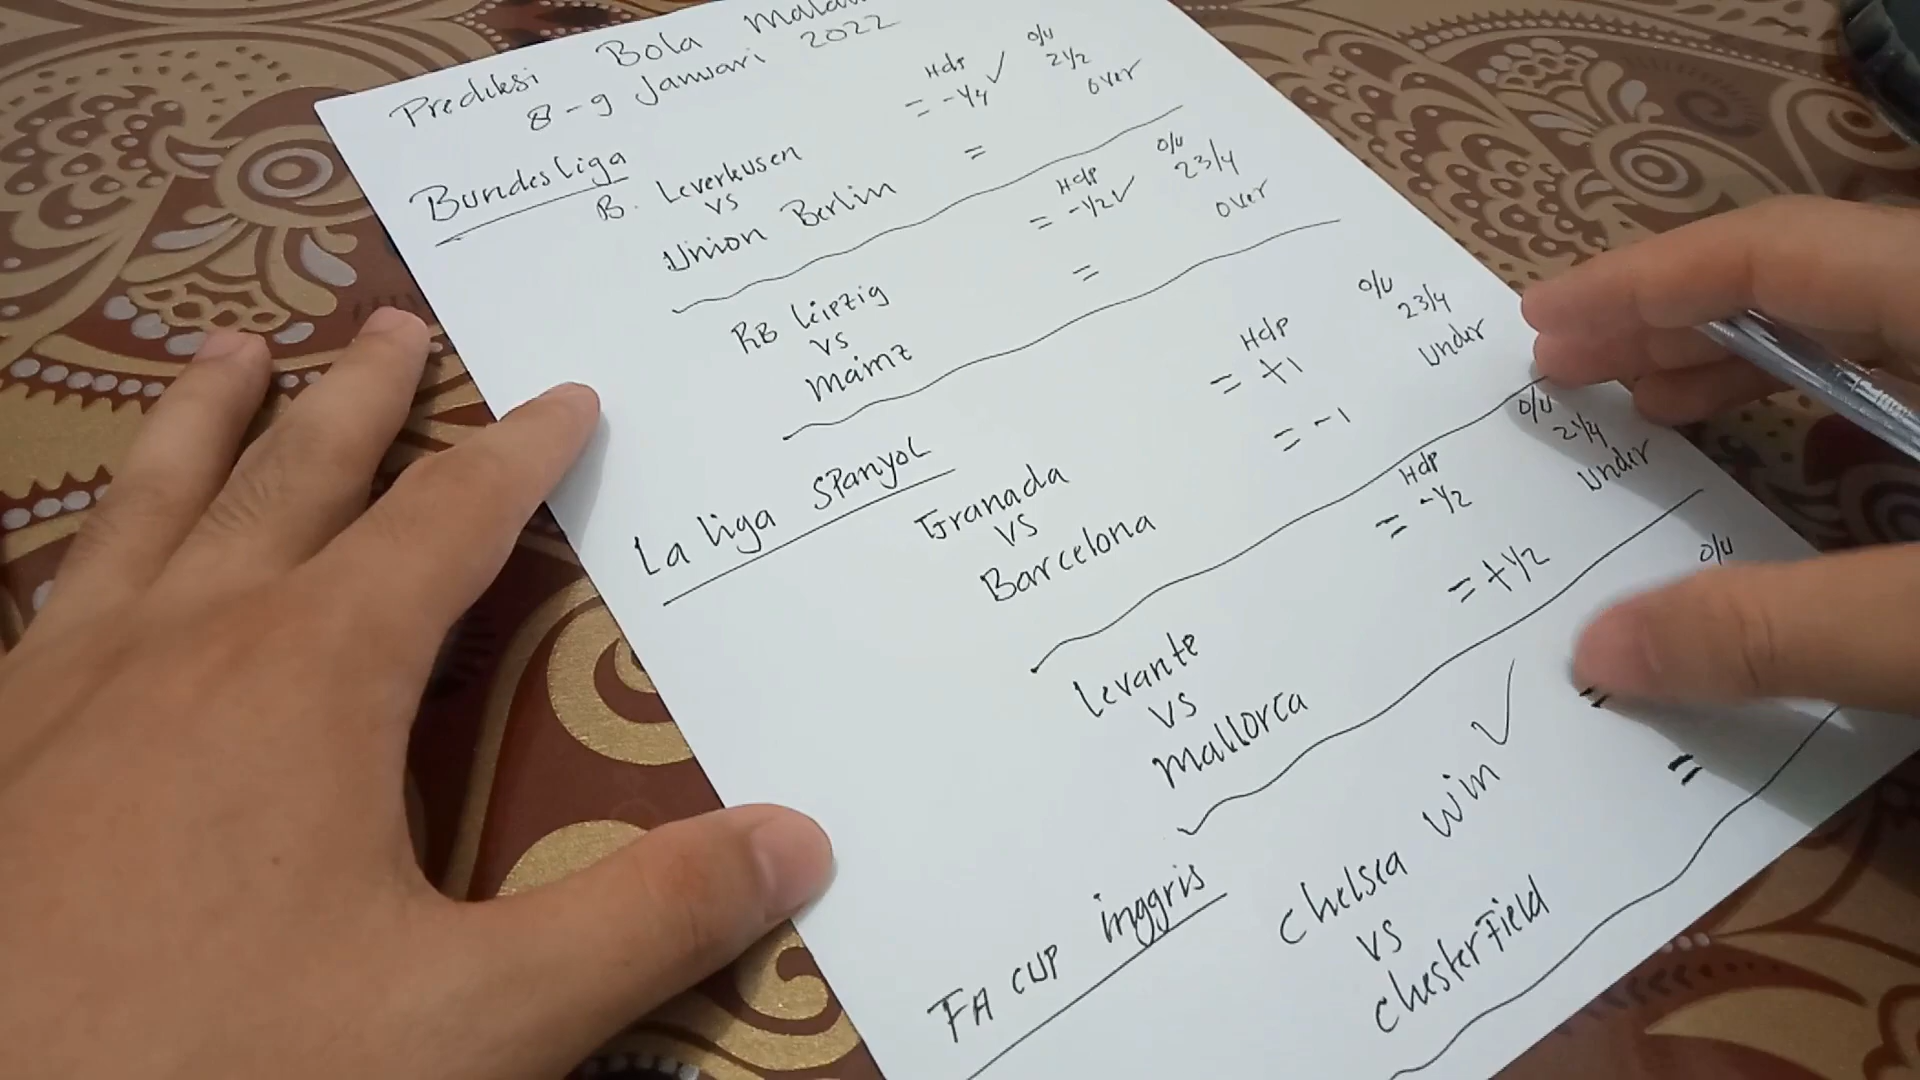 Prediksi Bola
8-9 Januari 2022
Bundesliga
Hdp O/U
B. Leverkusen = -1/4 ✓ 2 1/2
vs over
Union Berlin =
Hdp O/U
RB Leipzig = -1/2 ✓ 2 3/4
vs over
Mainz =
La liga Spanyol
Hdp O/U
Granada = +1 2 3/4
vs Under
Barcelona = -1
Hdp O/U
Levante = -1/2 2 1/4
vs Under
Mallorca = +1/2
FA CUP inggris
O/U
Chelsea Win ✓ =
vs
Chesterfield =